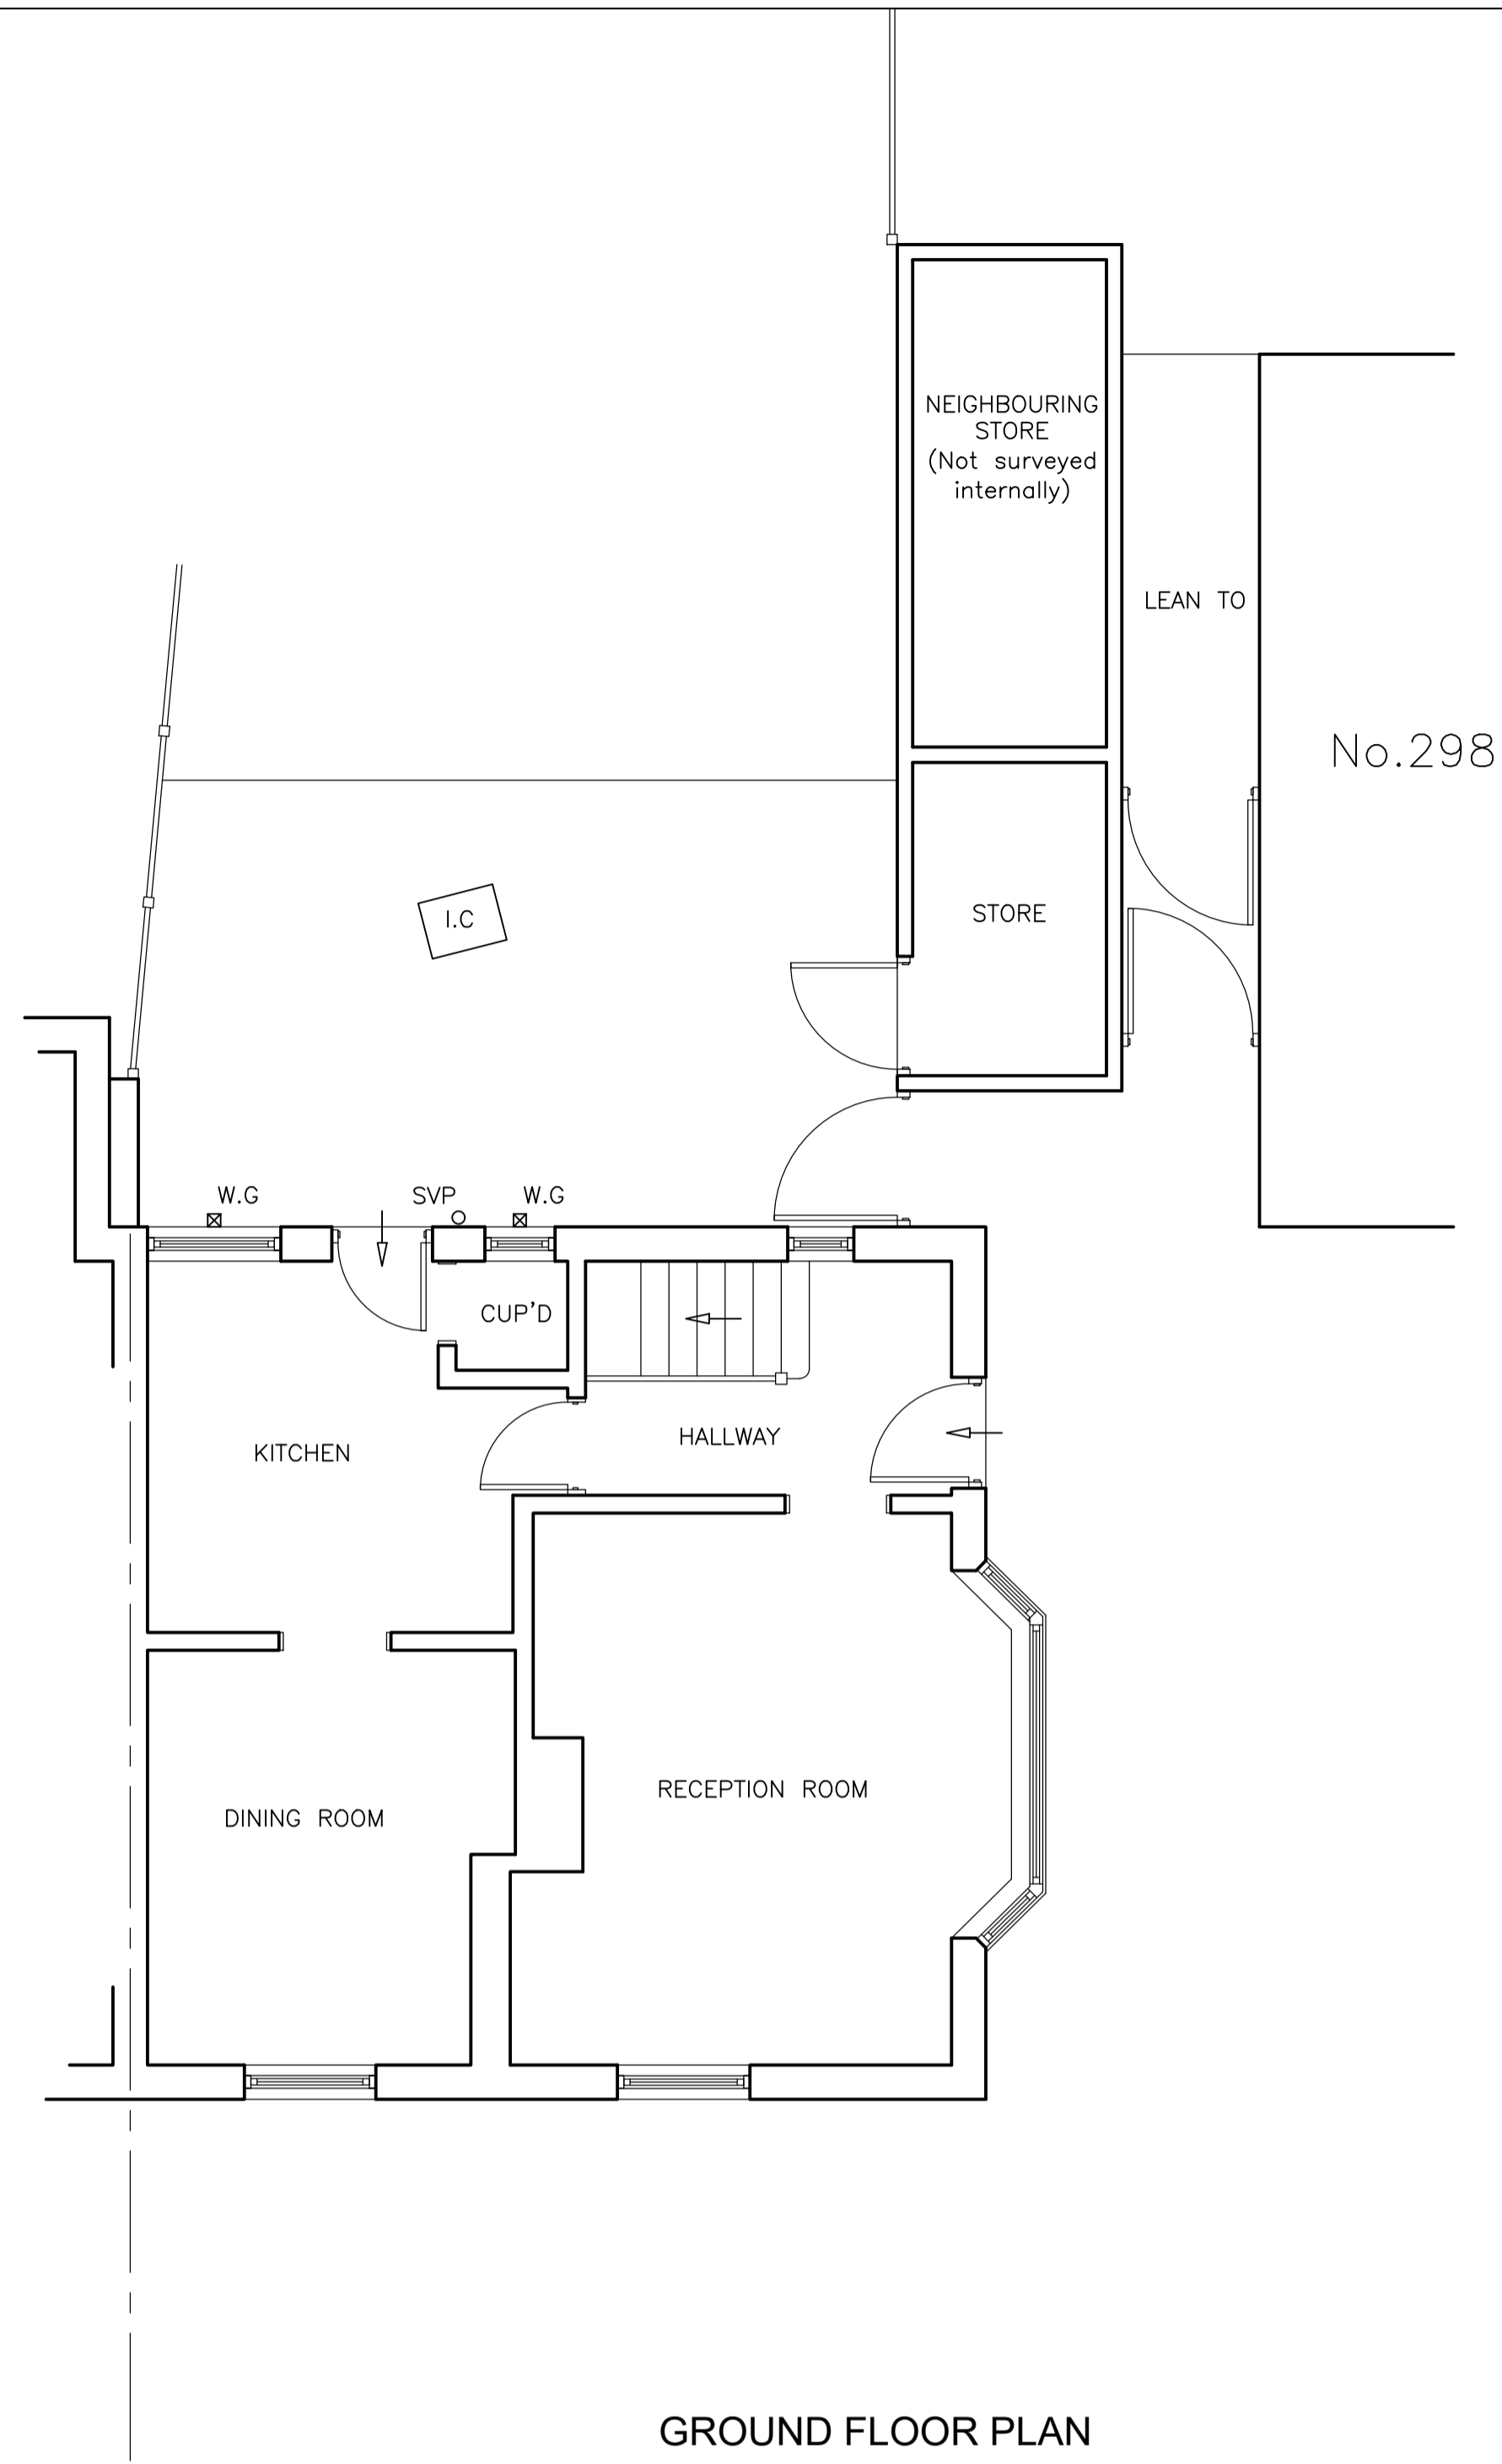 NEIGHBOURING
STORE
(Not surveyed
internally)
LEAN TO
No.298
I.C
STORE
W.G
SVP
W.G
CUP'D
HALLWAY
KITCHEN
RECEPTION ROOM
DINING ROOM
GROUND FLOOR PLAN